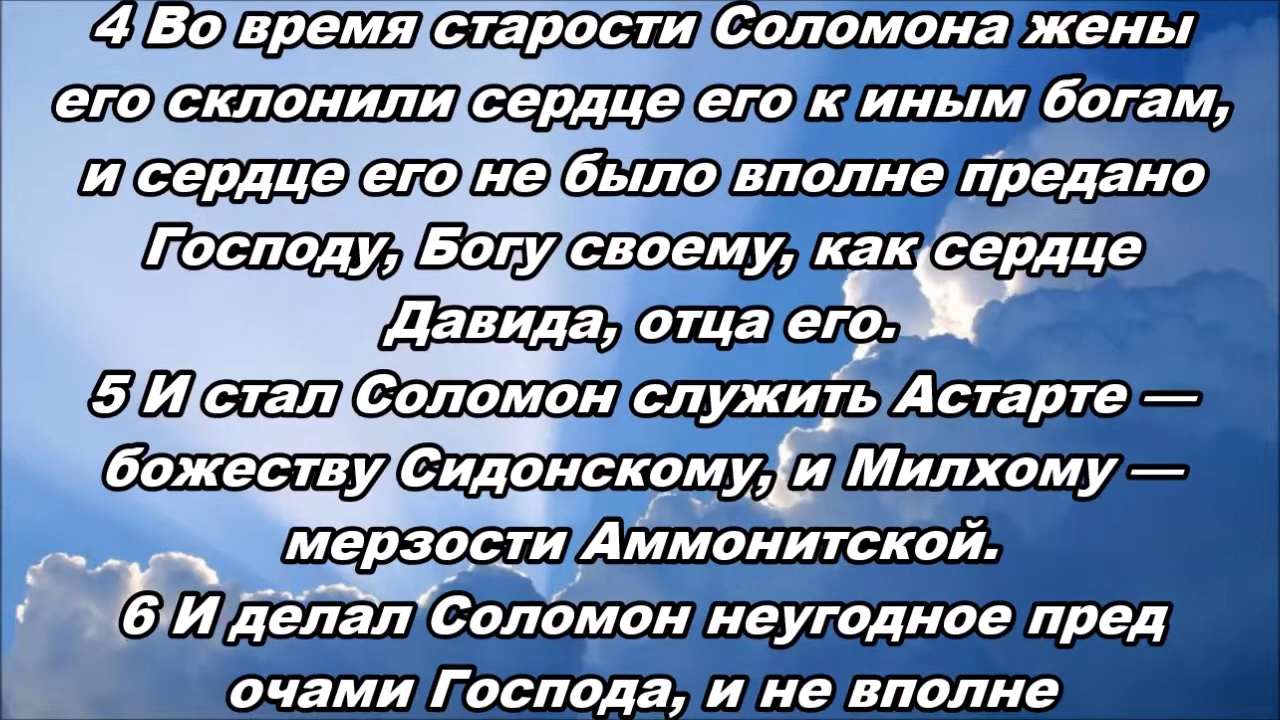 4 Во время старости Соломона жены
его склонили сердце его к иным богам,
и сердце его не было вполне предано
Господу, Богу своему, как сердце
Давида, отца его.
5 И стал Соломон служить Астарте —
божеству Сидонскому, и Милхому —
мерзости Аммонитской.
6 И делал Соломон неугодное пред
очами Господа, и не вполне